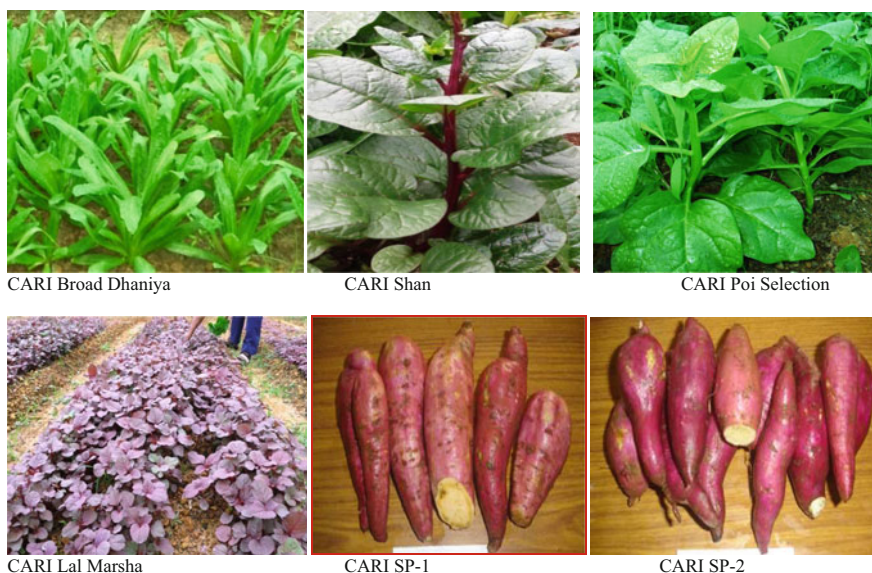 CARI Broad Dhaniya
CARI Shan
CARI Poi Selection
CARI Lal Marsha
CARI SP-1
CARI SP-2